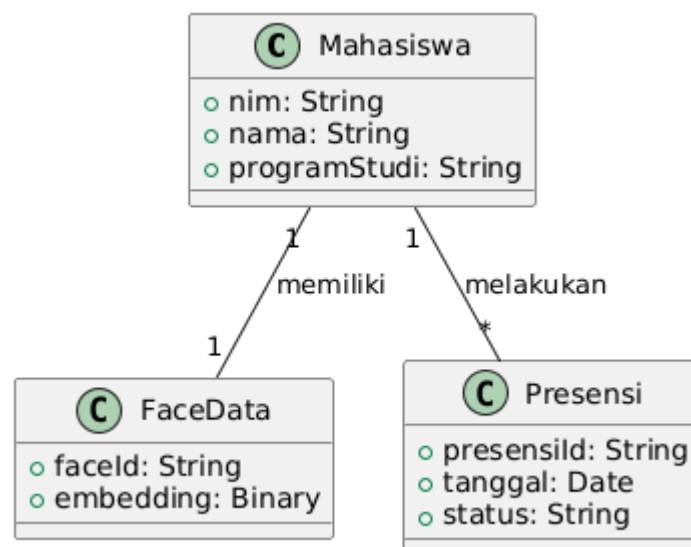 C Mahasiswa
nim: String
nama: String
programStudi: String
1
1
memiliki
melakukan
1
*
C FaceData
faceId: String
embedding: Binary
C Presensi
presensiId: String
tanggal: Date
status: String